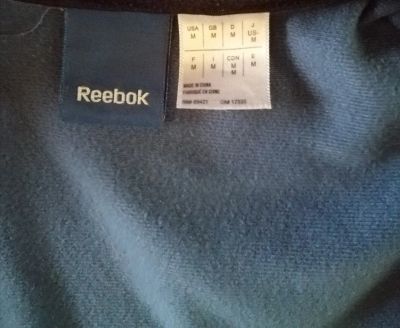 Reebok
USA GB D J
M M M US-M
F I CDN E
M M M M
MADE IN CHINA
FABRIQUÉ EN CHINE